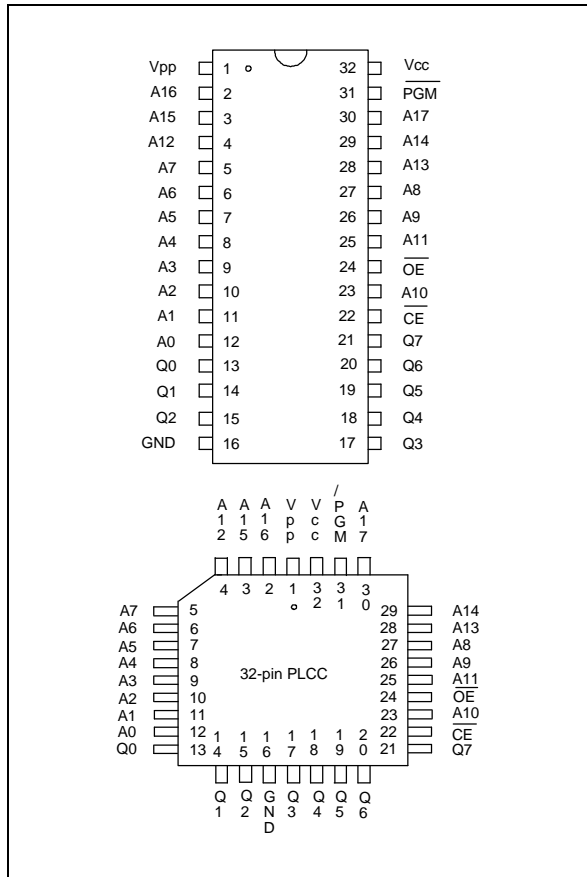 Vpp 1 32 Vcc
A16 2 31 PGM
A15 3 30 A17
A12 4 29 A14
A7 5 28 A13
A6 6 27 A8
A5 7 26 A9
A4 8 25 A11
A3 9 24 OE
A2 10 23 A10
A1 11 22 CE
A0 12 21 Q7
Q0 13 20 Q6
Q1 14 19 Q5
Q2 15 18 Q4
GND 16 17 Q3
A12 A15 A16 Vpp Vcc /PGM A17
4 3 2 1 32 31 30
A7 5 29 A14
A6 6 28 A13
A5 7 27 A8
A4 8 26 A9
A3 9 32-pin PLCC 25 A11
A2 10 24 OE
A1 11 23 A10
A0 12 22 CE
Q0 13 21 Q7
14 15 16 17 18 19 20
Q1 Q2 GND Q3 Q4 Q5 Q6